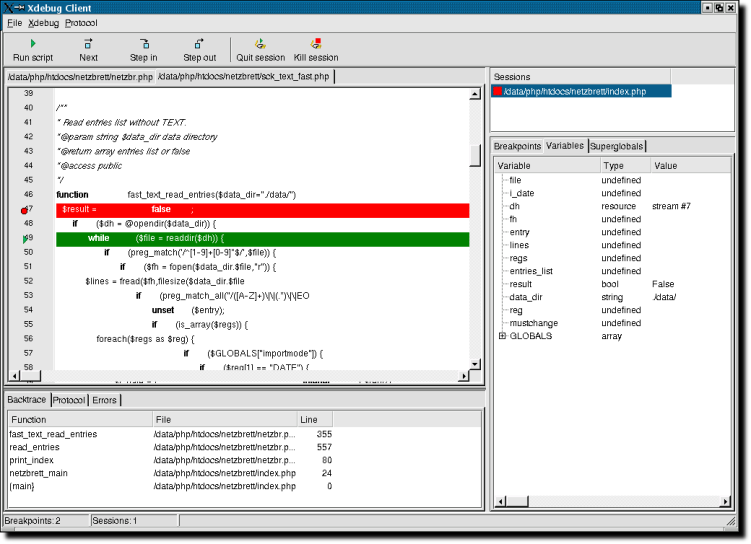 Xdebug Client
File Xdebug Protocol
Run script Next Step in Step out Quit session Kill session
/data/php/htdocs/netzbrett/netzbr.php /data/php/htdocs/netzbrett/sck_text_fast.php
39
40 /**
41 * Read entries list without TEXT.
42 *@param string $data_dir data directory
43 *@return array entries list or false
44 *@access public
45 */
46 function fast_text_read_entries($data_dir="./data/")
47 $result = false ;
48 if ($dh = @opendir($data_dir)) {
49 while ($file = readdir($dh)) {
50 if (preg_match('/^[1-9]+[0-9]*$/',$file)) {
51 if ($fh = fopen($data_dir.$file,"r")) {
52 $lines = fread($fh,filesize($data_dir.$file
53 if (preg_match_all("/([A-Z]+)\|\|(.*)\|\|EO
54 unset ($entry);
55 if (is_array($regs)) {
56 foreach($regs as $reg) {
57 if ($GLOBALS["importmode"]) {
58 if ($reg[1] == "DATE") {
Sessions
/data/php/htdocs/netzbrett/index.php
Breakpoints Variables Superglobals
Variable Type Value
file undefined
i_date undefined
dh resource stream #7
fh undefined
entry undefined
lines undefined
regs undefined
entries_list undefined
result bool False
data_dir string ./data/
reg undefined
mustchange undefined
GLOBALS array
Backtrace Protocol Errors
Function File Line
fast_text_read_entries /data/php/htdocs/netzbrett/netzbr.p... 355
read_entries /data/php/htdocs/netzbrett/netzbr.p... 557
print_index /data/php/htdocs/netzbrett/netzbr.p... 80
netzbrett_main /data/php/htdocs/netzbrett/index.php 24
{main} /data/php/htdocs/netzbrett/index.php 0
Breakpoints: 2 Sessions: 1